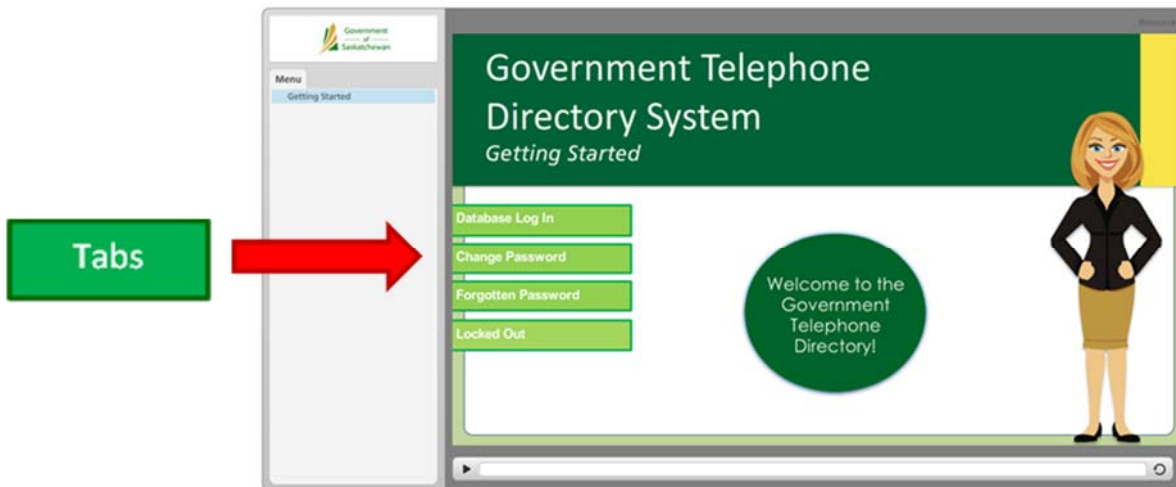 Government
of
Saskatchewan
Menu
Getting Started
Tabs
Government Telephone
Directory System
Getting Started
Database Log In
Change Password
Forgotten Password
Locked Out
Welcome to the
Government
Telephone
Directory!